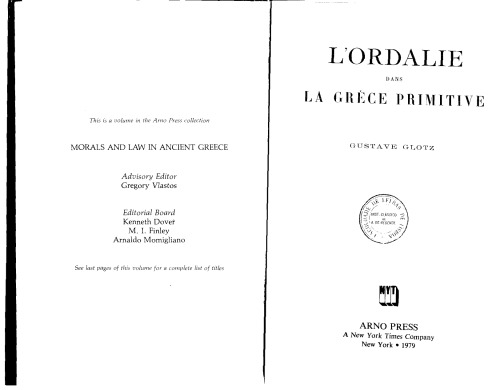 This is a volume in the Arno Press collection
MORALS AND LAW IN ANCIENT GREECE
Advisory Editor
Gregory Vlastos
Editorial Board
Kenneth Dover
M. I. Finley
Arnaldo Momigliano
See last pages of this volume for a complete list of titles
L'ORDALIE
DANS
LA GRÈCE PRIMITIVE
GUSTAVE GLOTZ
ARNO PRESS
A New York Times Company
New York • 1979